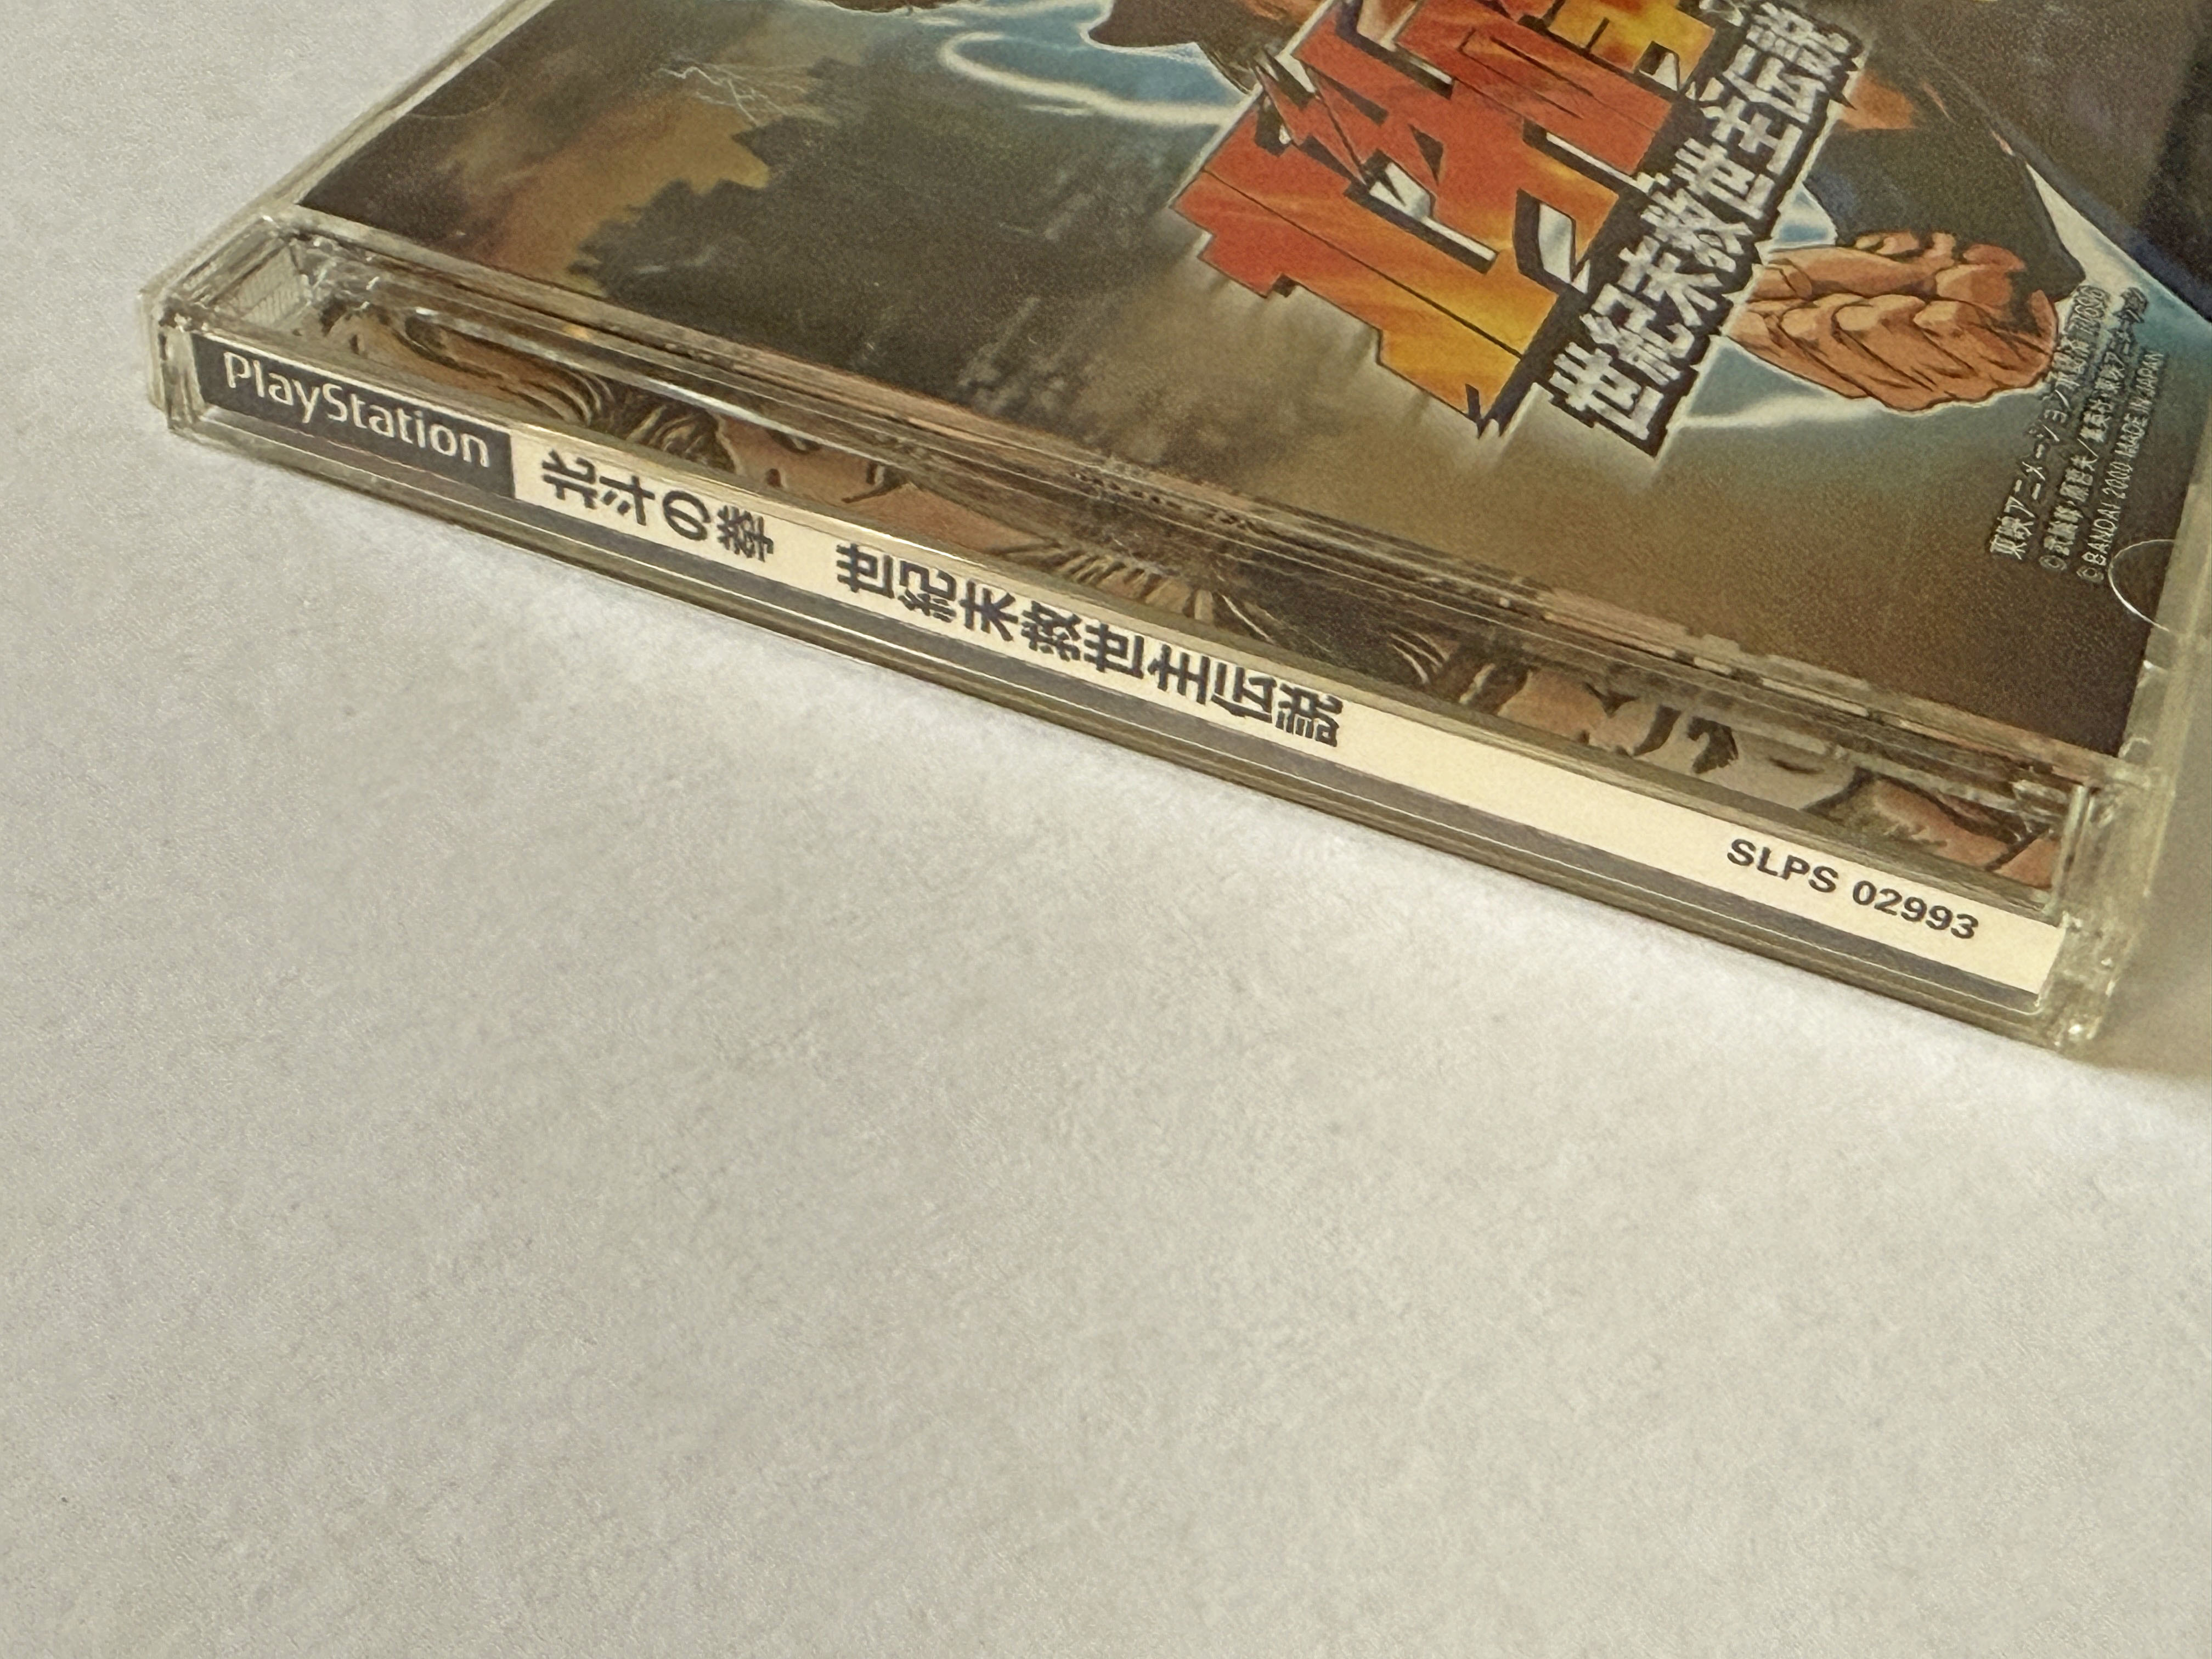 世紀末救世主伝説
©BANDAI 2000 MADE IN JAPAN
PlayStation
北斗の拳 世紀末救世主伝説
SLPS 02993